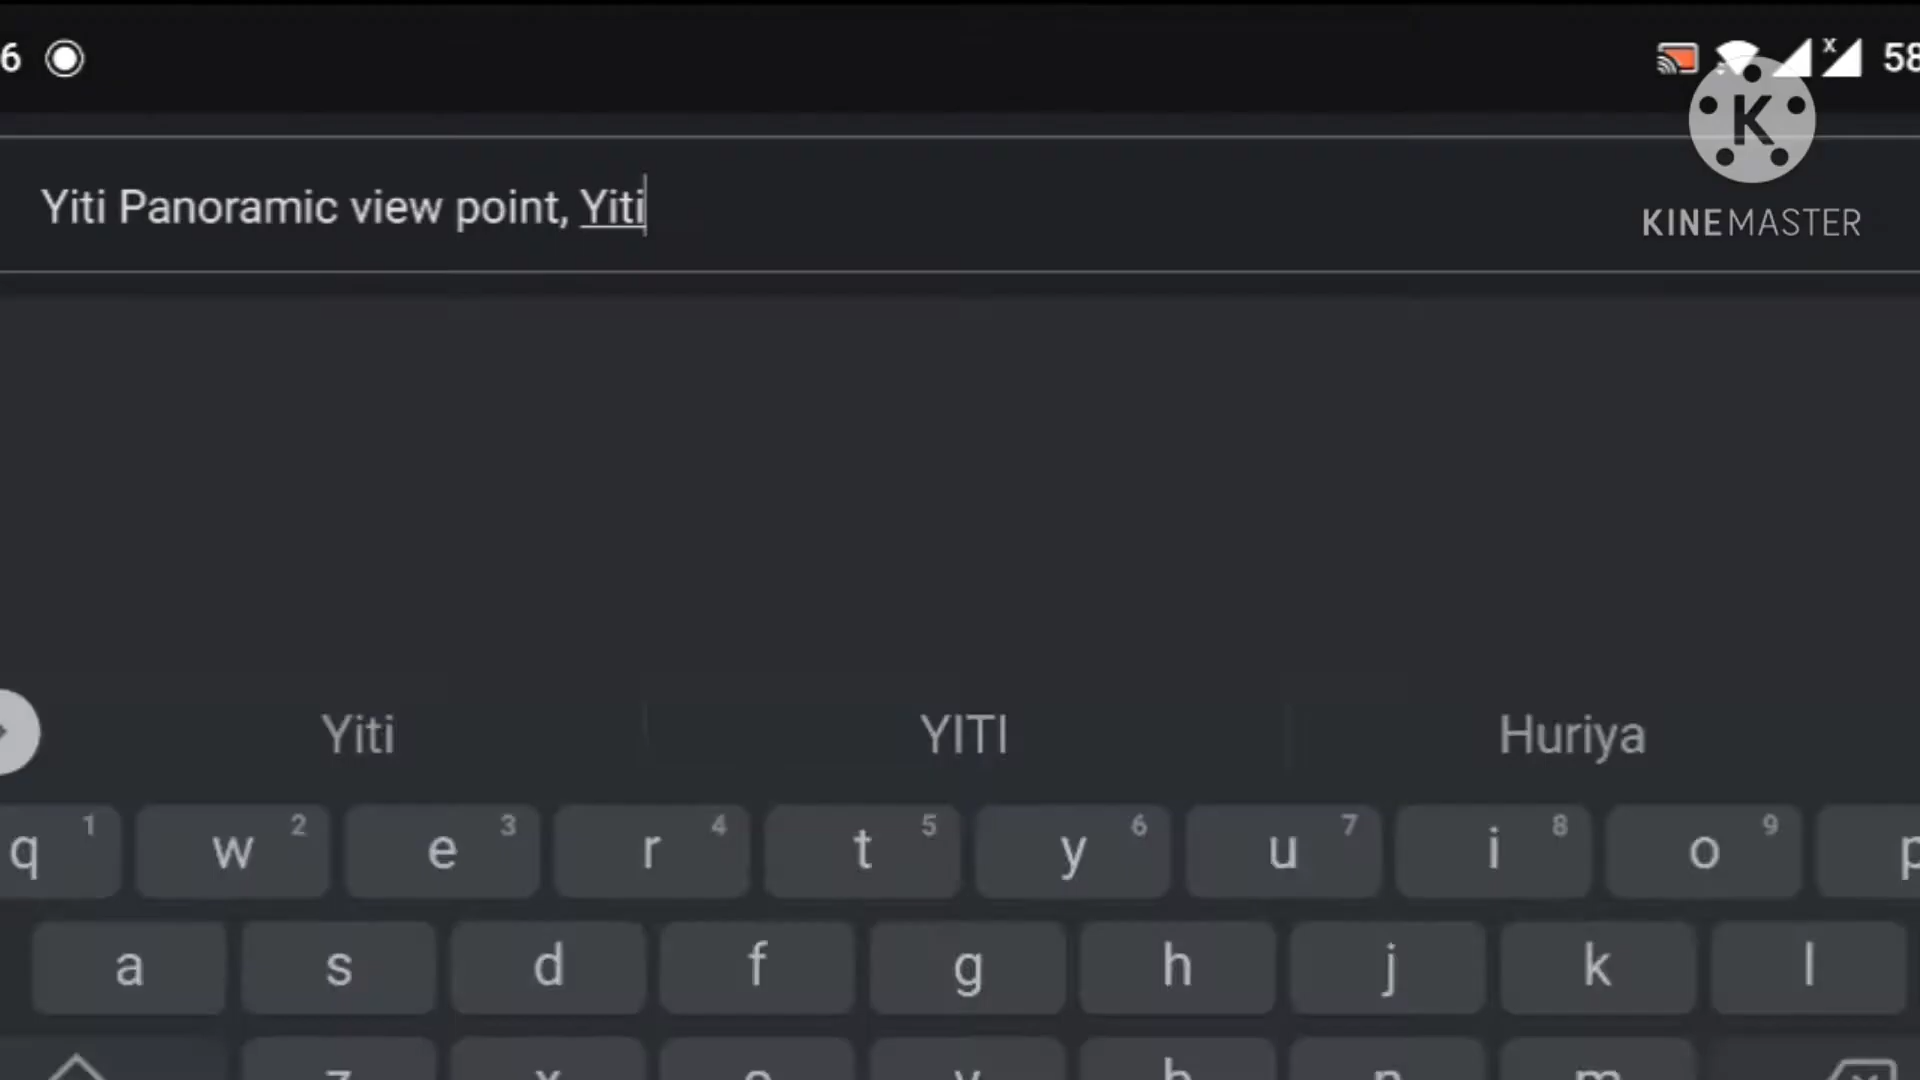 6 x 58
K
KINEMASTER
Yiti Panoramic view point, Yiti
Yiti YITI Huriya
q 1 w 2 e 3 r 4 t 5 y 6 u 7 i 8 o 9 p
a s d f g h j k l
z x c v b n m